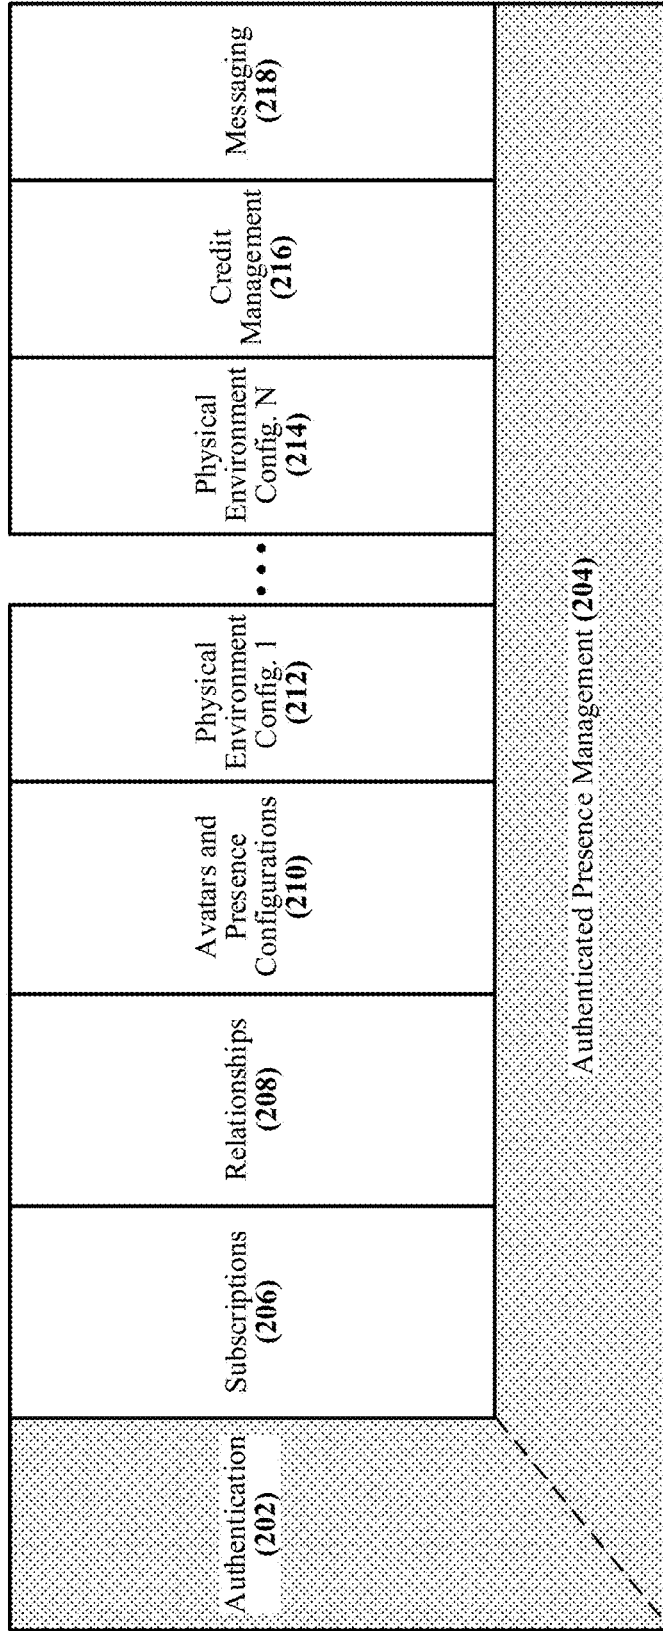 Authentication
(202)
Subscriptions
(206)
Relationships
(208)
Avatars and
Presence
Configurations
(210)
Physical
Environment
Config. 1
(212)
• • •
Physical
Environment
Config. N
(214)
Credit
Management
(216)
Messaging
(218)
Authenticated Presence Management (204)